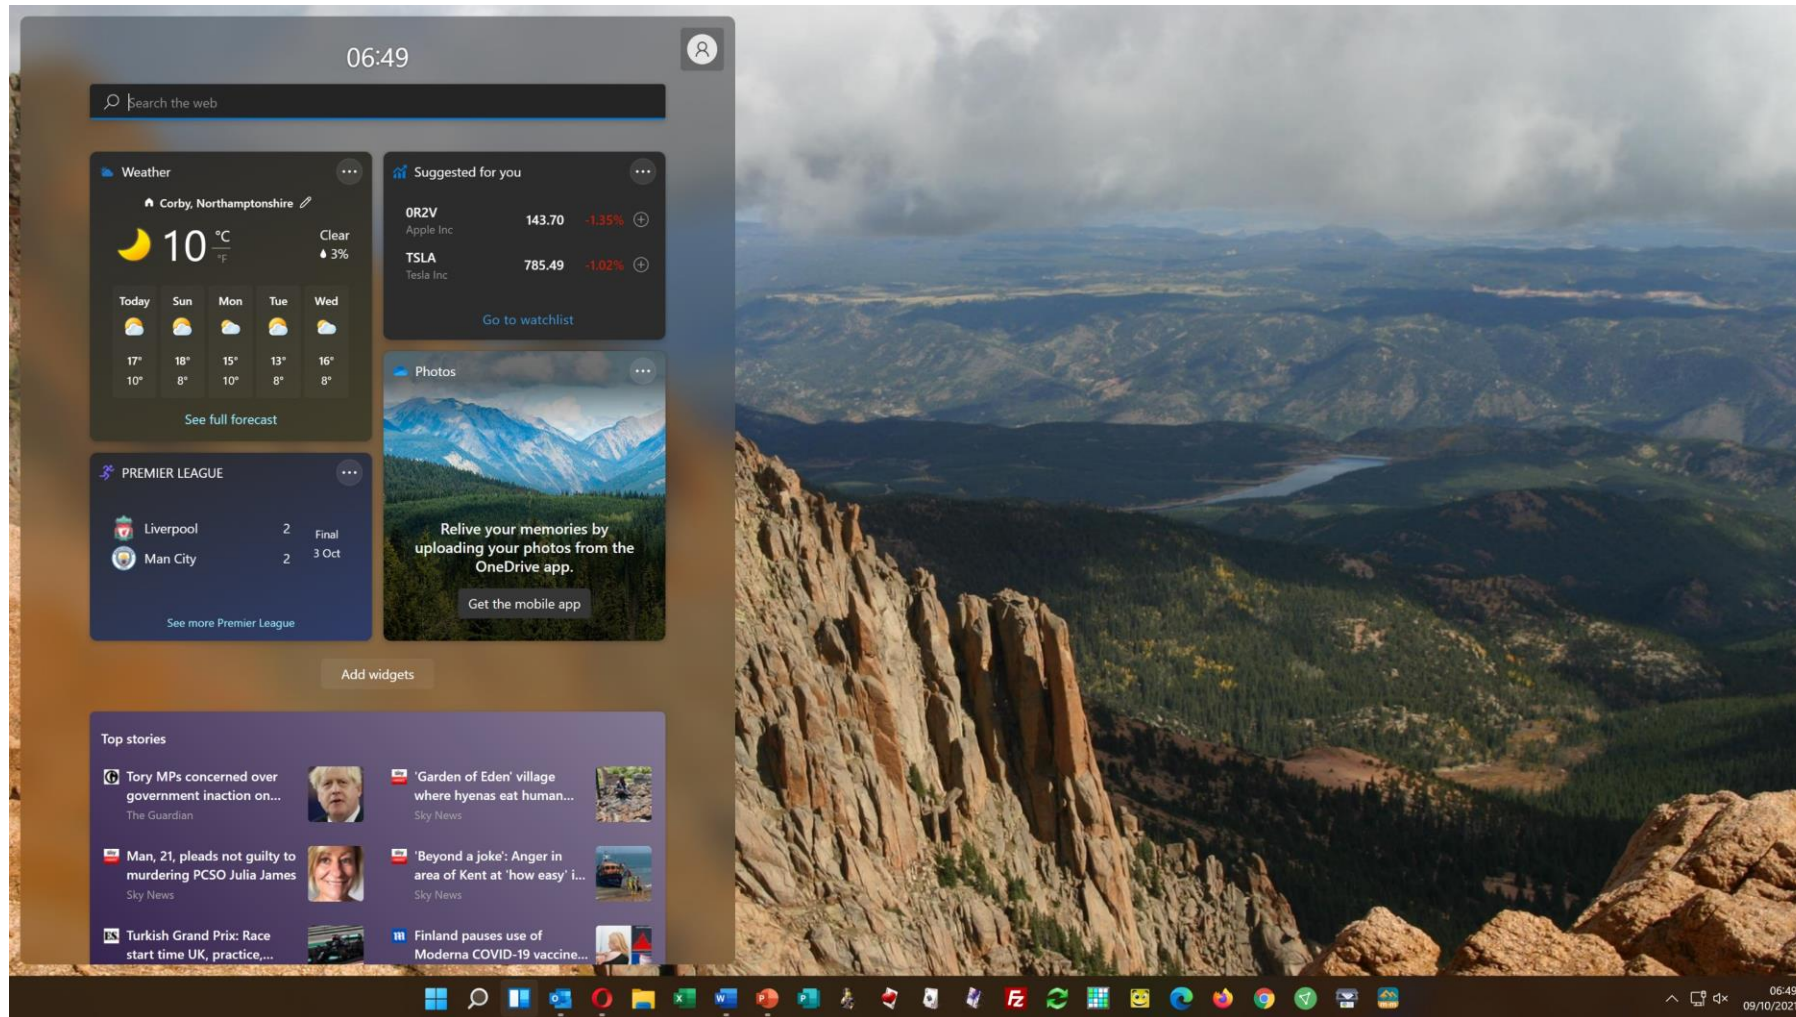 06:49
Search the web
Weather
Corby, Northamptonshire
10 °C
°F
Clear
3%
Today Sun Mon Tue Wed
17° 18° 15° 13° 16°
10° 8° 10° 8° 8°
See full forecast
Suggested for you
0R2V 143.70 -1.35%
Apple Inc
TSLA 785.49 -1.02%
Tesla Inc
Go to watchlist
Photos
Relive your memories by
uploading your photos from the
OneDrive app.
Get the mobile app
PREMIER LEAGUE
Liverpool 2
Man City 2
Final
3 Oct
See more Premier League
Add widgets
Top stories
Tory MPs concerned over
government inaction on...
The Guardian
'Garden of Eden' village
where hyenas eat human...
Sky News
Man, 21, pleads not guilty to
murdering PCSO Julia James
Sky News
'Beyond a joke': Anger in
area of Kent at 'how easy' i...
Sky News
ES
Turkish Grand Prix: Race
start time UK, practice,...
Finland pauses use of
Moderna COVID-19 vaccine...
06:49
09/10/2021